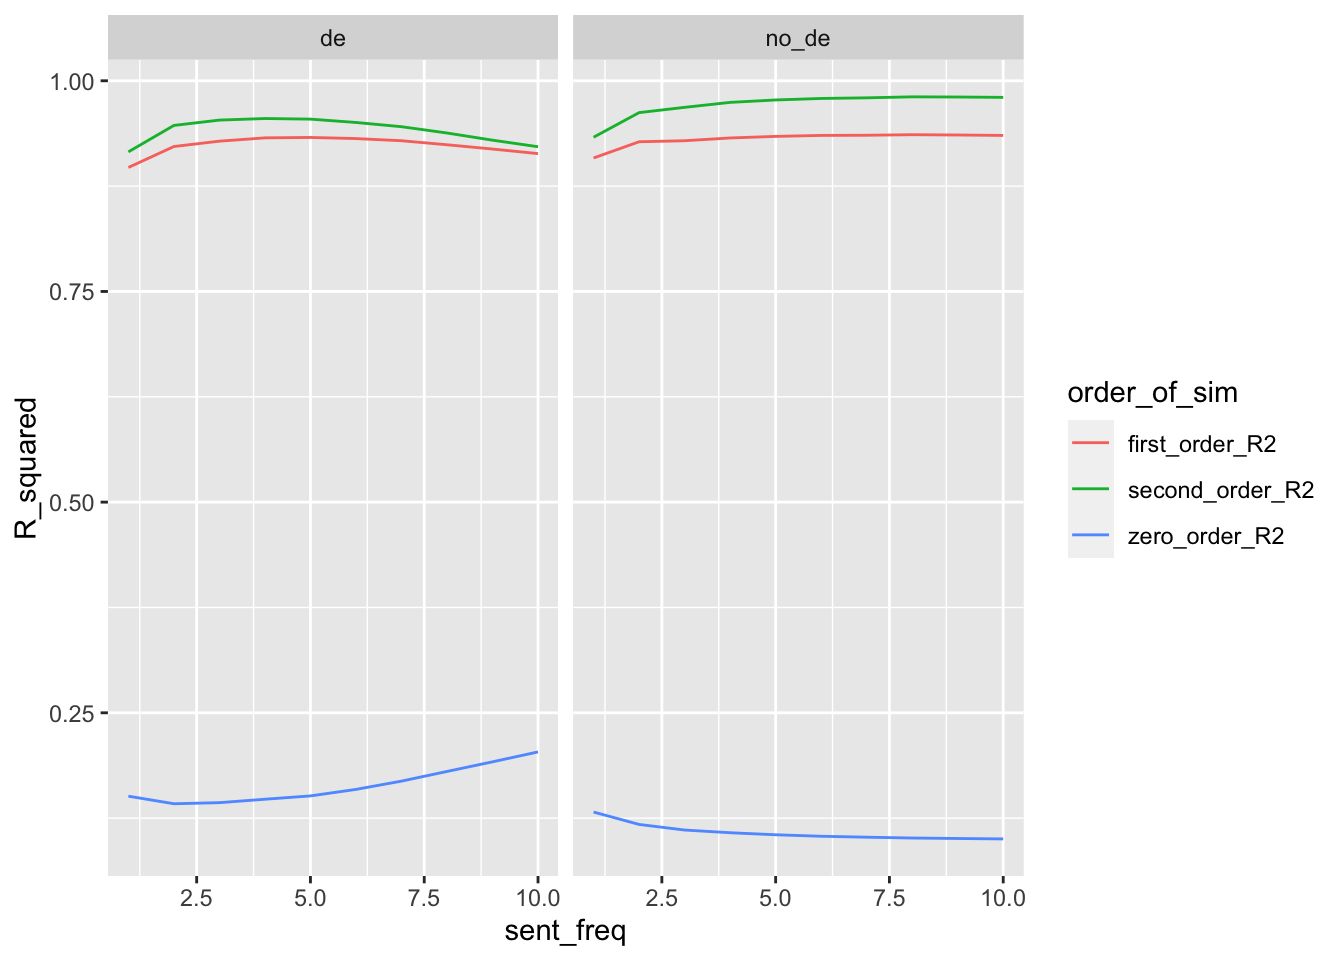 de
no_de
1.00
0.75
0.50
0.25
R_squared
2.5 5.0 7.5 10.0
2.5 5.0 7.5 10.0
sent_freq
order_of_sim
first_order_R2
second_order_R2
zero_order_R2